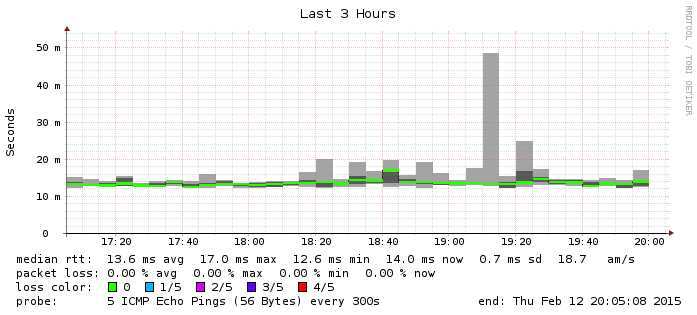 Last 3 Hours
RRDTOOL / TOBI OETIKER
Seconds
50 m
40 m
30 m
20 m
10 m
0
17:20 17:40 18:00 18:20 18:40 19:00 19:20 19:40 20:00
median rtt: 13.6 ms avg 17.0 ms max 12.6 ms min 14.0 ms now 0.7 ms sd 18.7 am/s
packet loss: 0.00 % avg 0.00 % max 0.00 % min 0.00 % now
loss color: 0 1/5 2/5 3/5 4/5
probe: 5 ICMP Echo Pings (56 Bytes) every 300s end: Thu Feb 12 20:05:08 2015